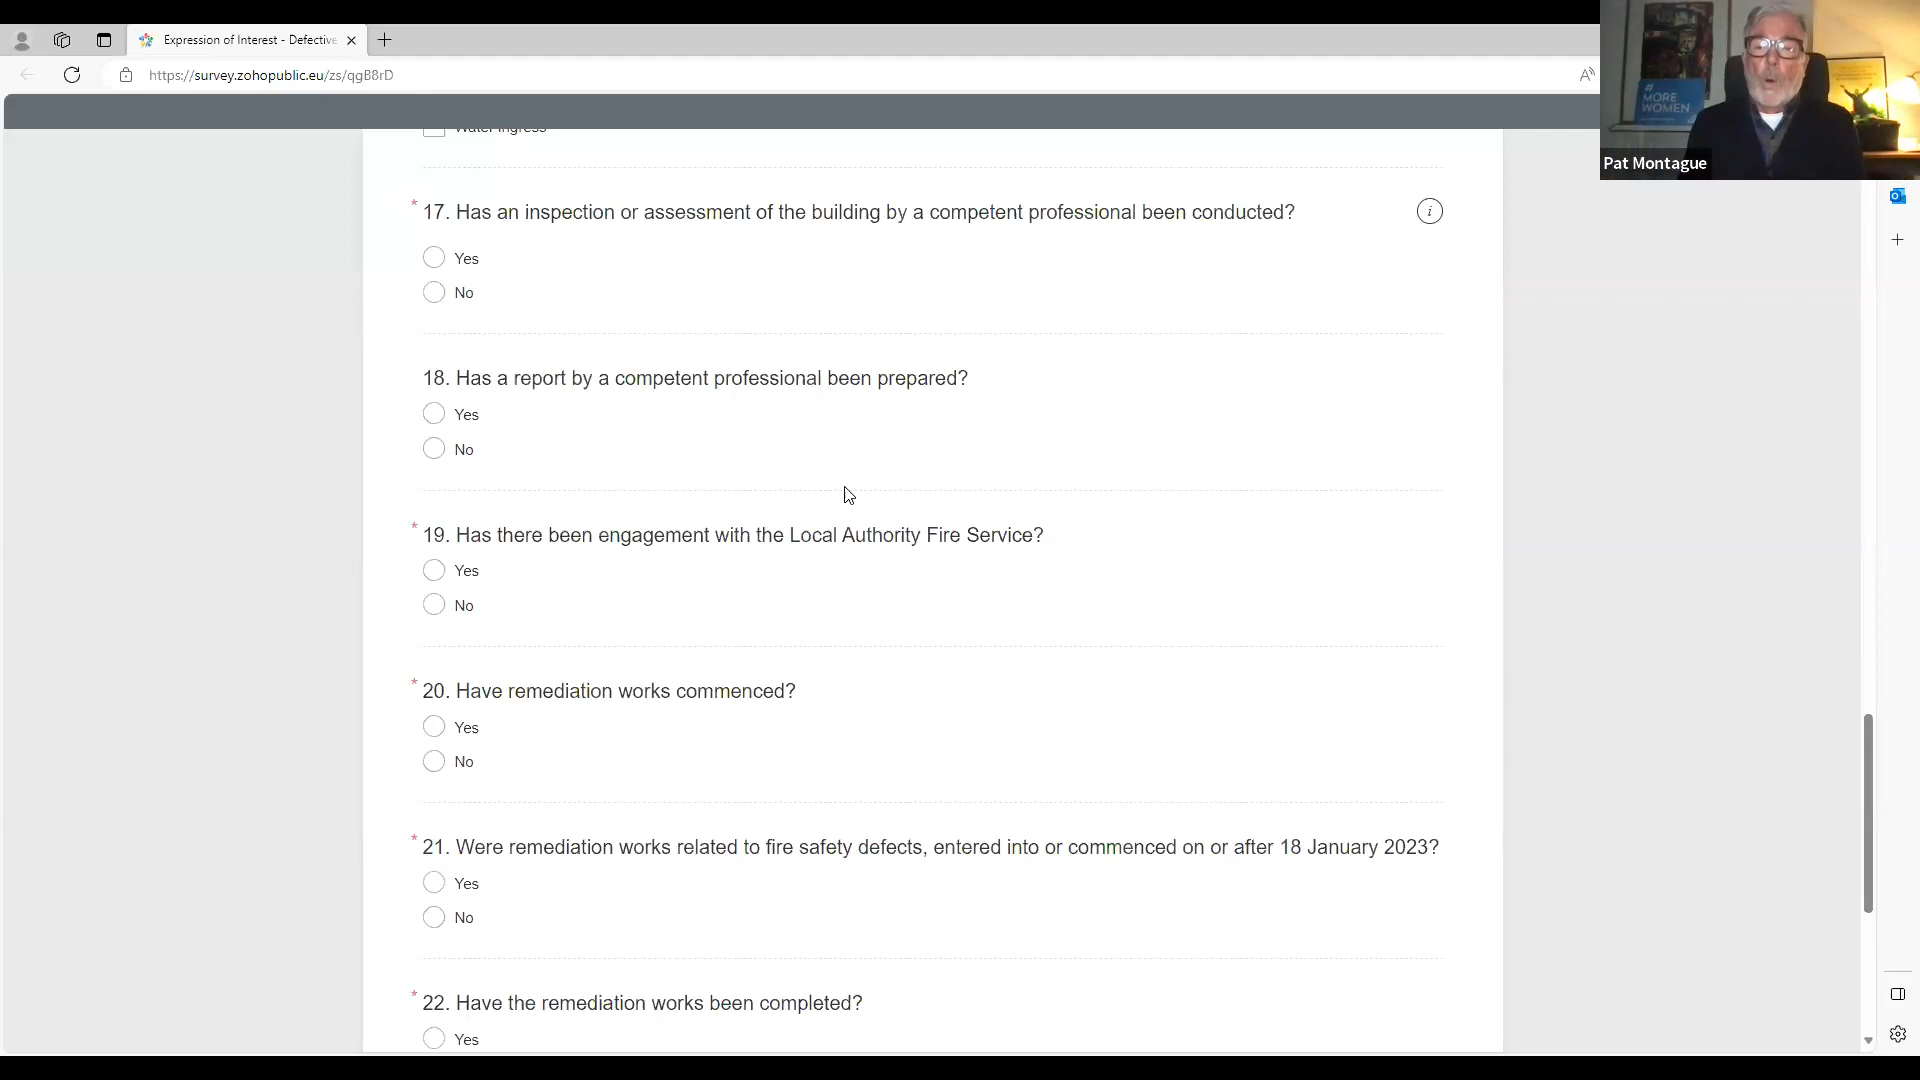 Expression of Interest - Defective
https://survey.zohopublic.eu/zs/qgB8rD
# MORE WOMEN
Pat Montague
Water Ingress
* 17. Has an inspection or assessment of the building by a competent professional been conducted?
Yes
No
18. Has a report by a competent professional been prepared?
Yes
No
* 19. Has there been engagement with the Local Authority Fire Service?
Yes
No
* 20. Have remediation works commenced?
Yes
No
* 21. Were remediation works related to fire safety defects, entered into or commenced on or after 18 January 2023?
Yes
No
* 22. Have the remediation works been completed?
Yes